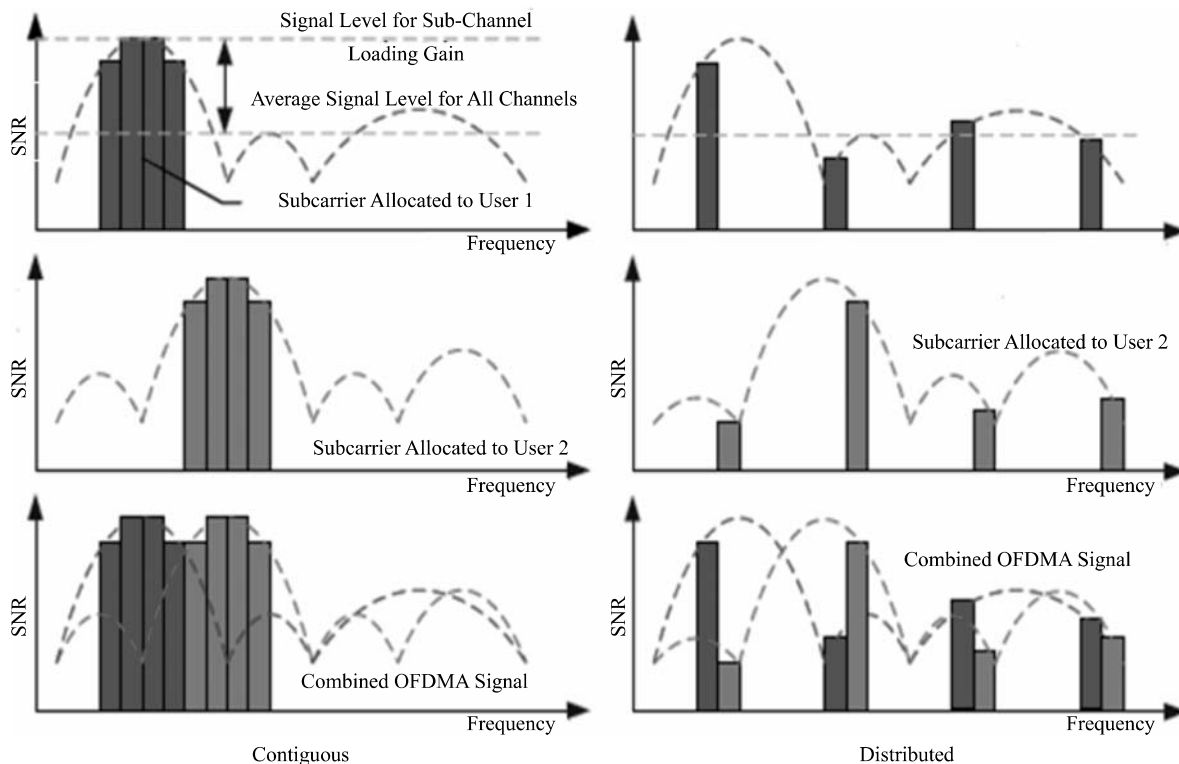 Signal Level for Sub-Channel
Loading Gain
Average Signal Level for All Channels
SNR
Subcarrier Allocated to User 1
Frequency
SNR
Frequency
SNR
Subcarrier Allocated to User 2
Frequency
SNR
Subcarrier Allocated to User 2
Frequency
SNR
Combined OFDMA Signal
Frequency
Contiguous
SNR
Combined OFDMA Signal
Frequency
Distributed